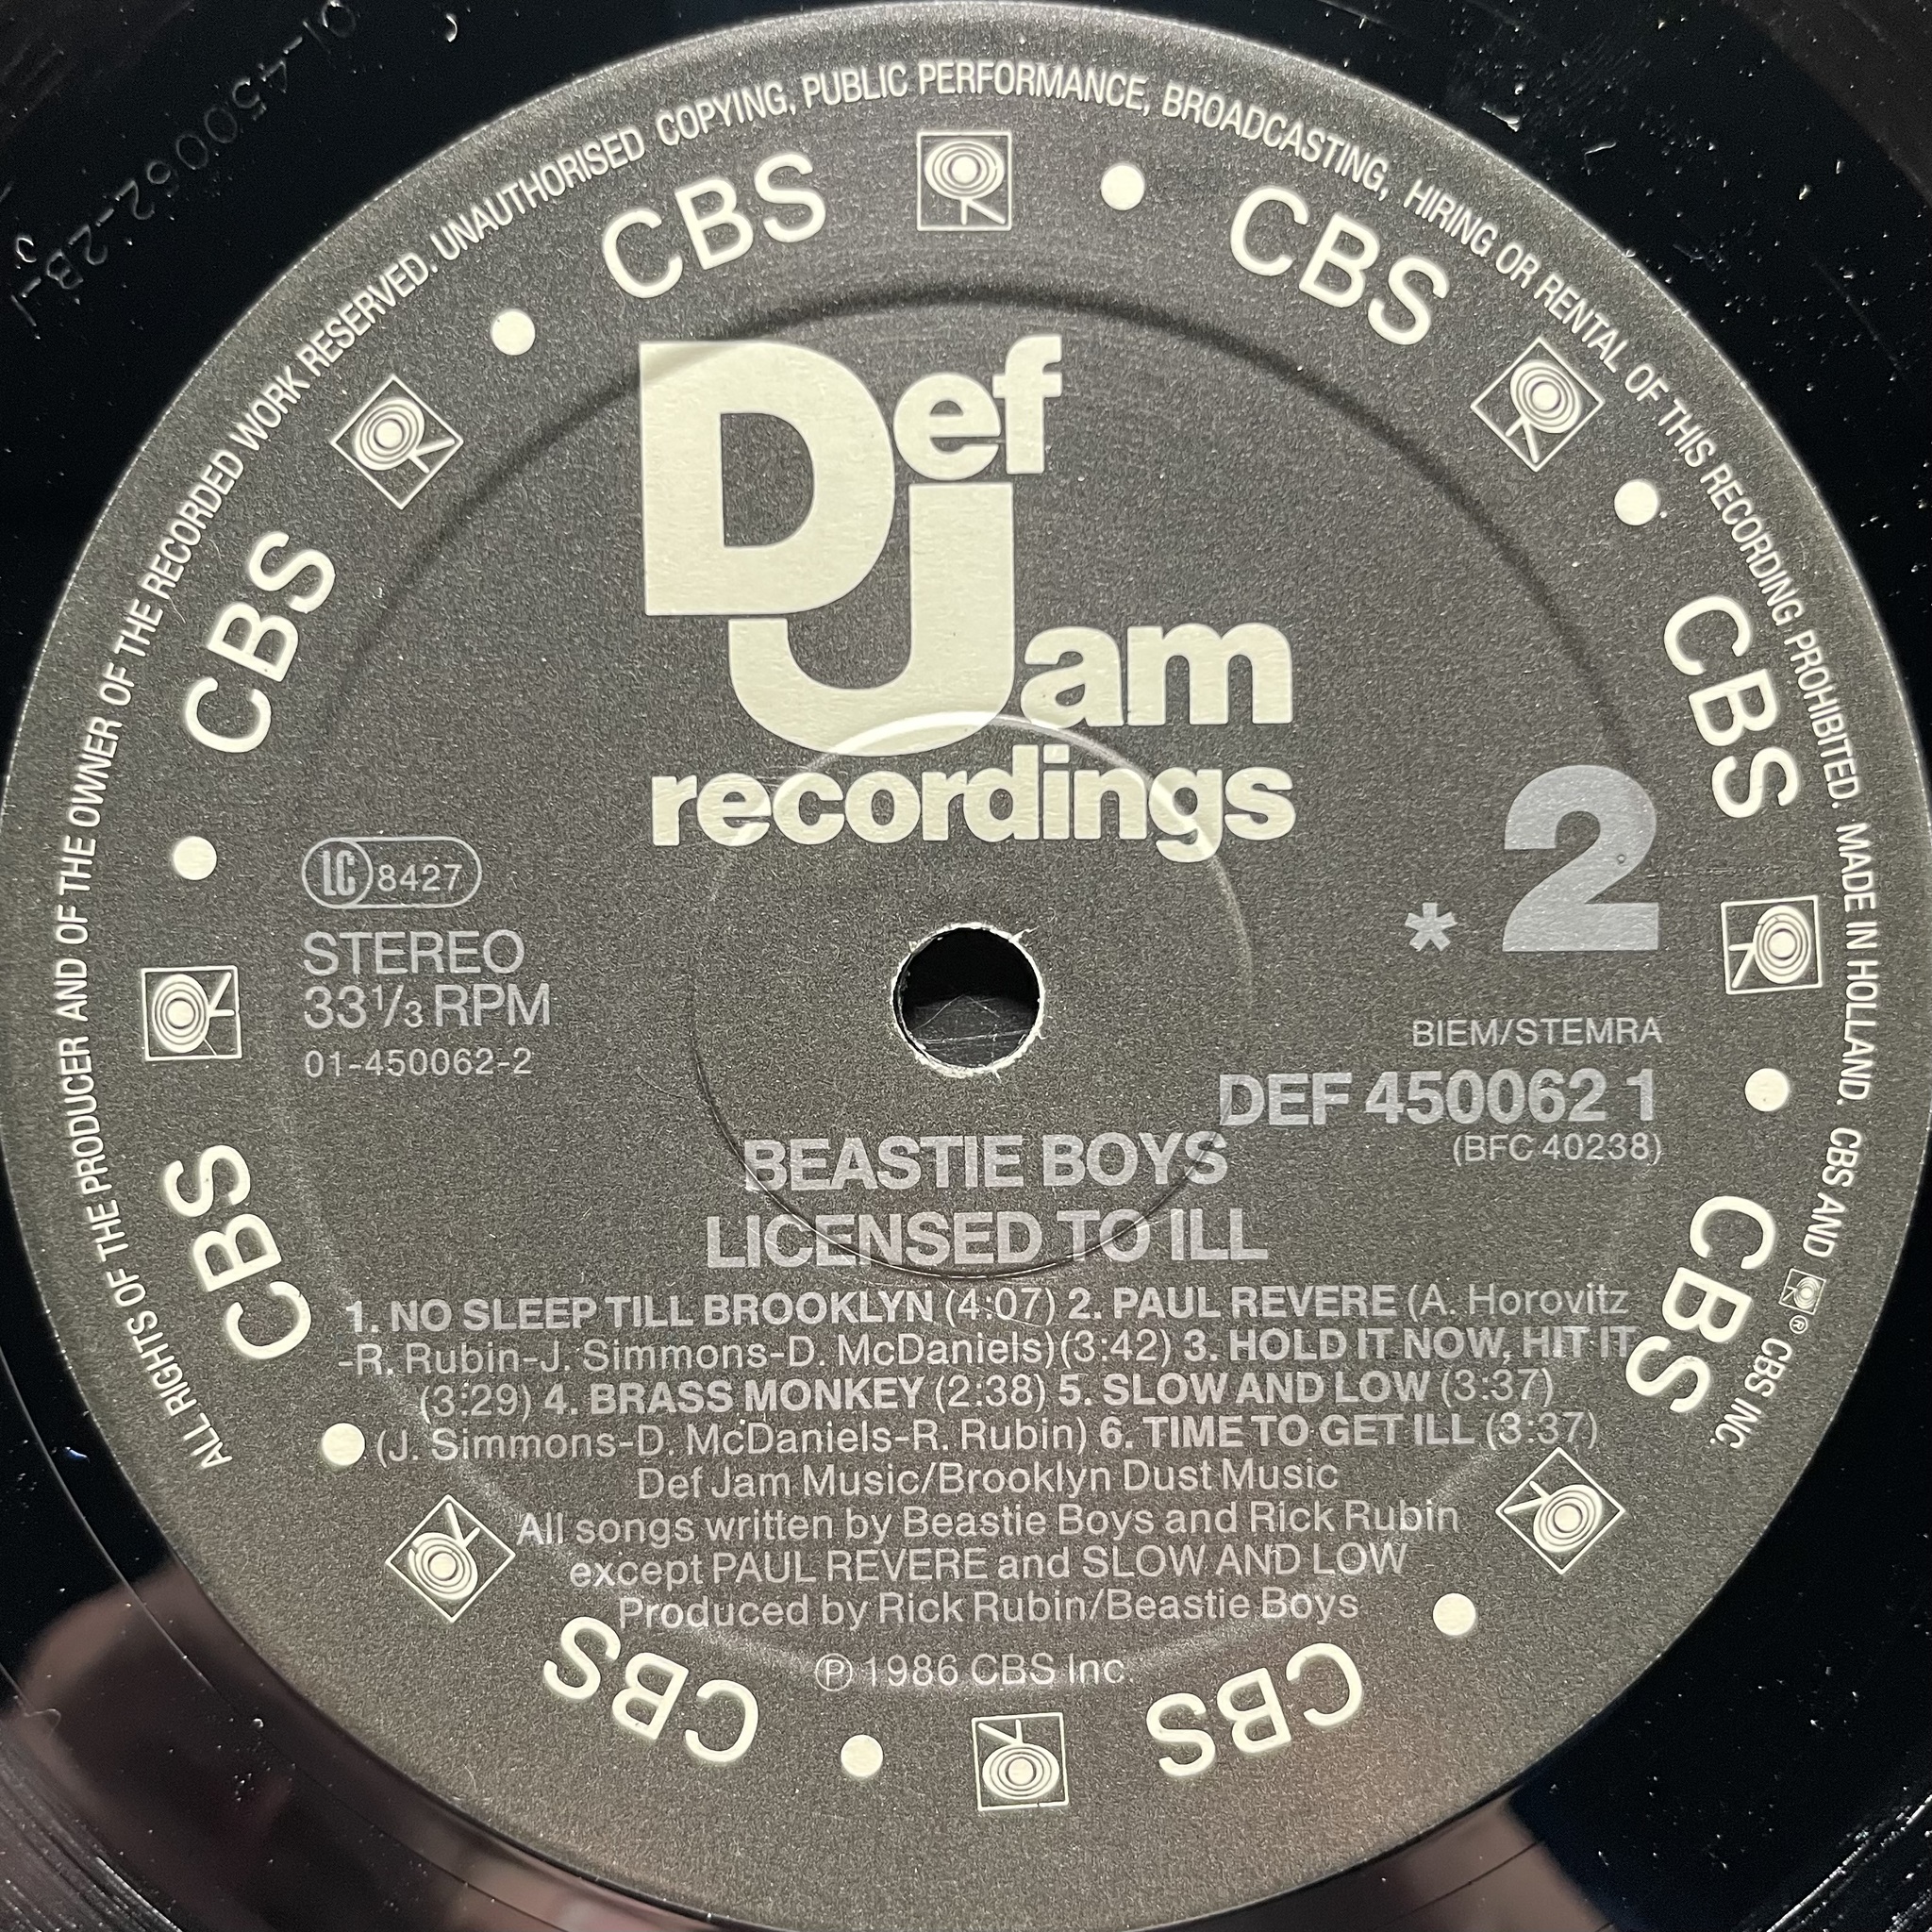 01-450062-2B-1
ALL RIGHTS OF THE PRODUCER AND OF THE OWNER OF THE RECORDED WORK RESERVED. UNAUTHORISED COPYING, PUBLIC PERFORMANCE, BROADCASTING, HIRING OR RENTAL OF THIS RECORDING PROHIBITED. MADE IN HOLLAND. CBS AND ® CBS INC.
CBS • CBS • CBS • CBS • CBS • CBS • CBS • CBS •
Def
Jam
recordings
LC 8427
STEREO
33 1/3 RPM
01-450062-2
* 2
BIEM/STEMRA
DEF 450062 1
(BFC 40238)
BEASTIE BOYS
LICENSED TO ILL
1. NO SLEEP TILL BROOKLYN (4:07) 2. PAUL REVERE (A. Horovitz
-R. Rubin-J. Simmons-D. McDaniels)(3:42) 3. HOLD IT NOW, HIT IT
(3:29) 4. BRASS MONKEY (2:38) 5. SLOW AND LOW (3:37)
(J. Simmons-D. McDaniels-R. Rubin) 6. TIME TO GET ILL (3:37)
Def Jam Music/Brooklyn Dust Music
All songs written by Beastie Boys and Rick Rubin
except PAUL REVERE and SLOW AND LOW
Produced by Rick Rubin/Beastie Boys
℗ 1986 CBS Inc.